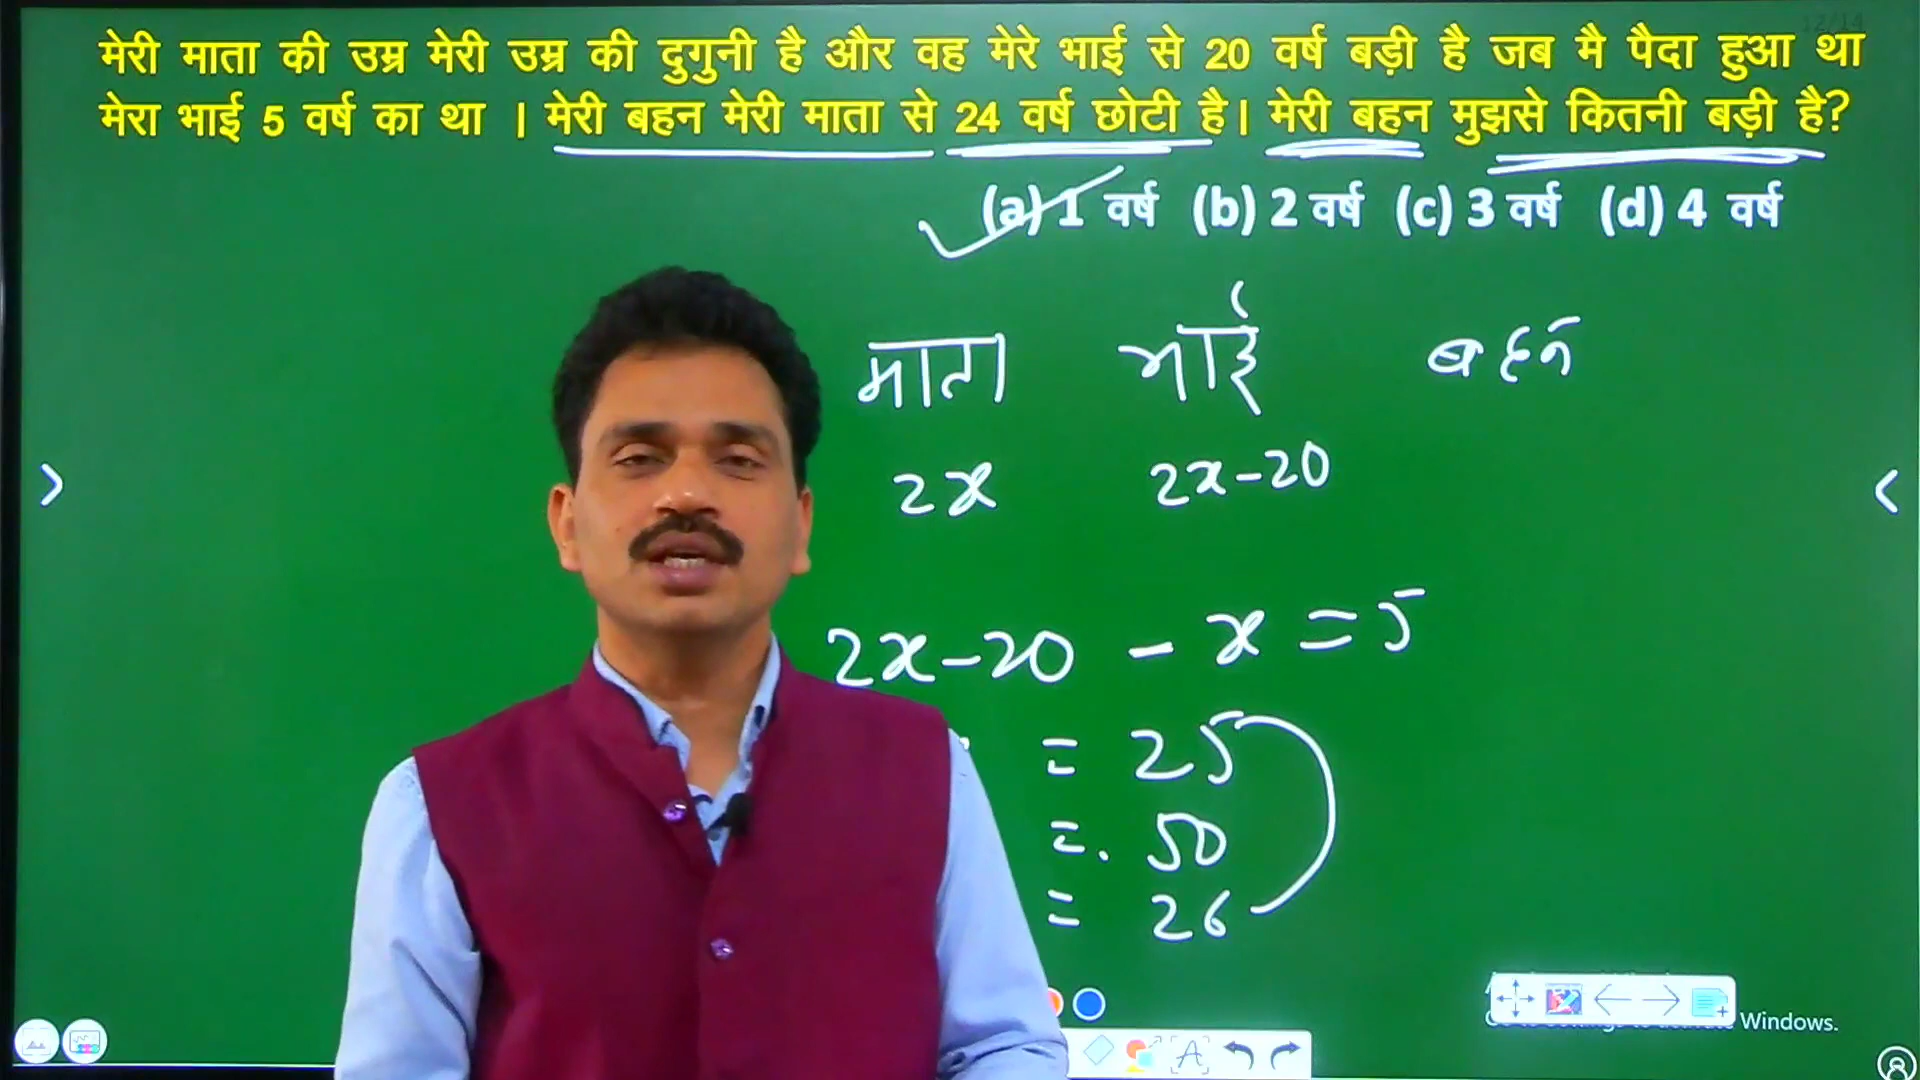 मेरी माता की उम्र मेरी उम्र की दुगुनी है और वह मेरे भाई से 20 वर्ष बड़ी है जब मै पैदा हुआ था
मेरा भाई 5 वर्ष का था । मेरी बहन मेरी माता से 24 वर्ष छोटी है। मेरी बहन मुझसे कितनी बड़ी है?
(a) 1 वर्ष (b) 2 वर्ष (c) 3 वर्ष (d) 4 वर्ष
माता भाई बहन
2x 2x-20
2x-20 - x = 5
= 25
= 50
= 26
Windows.